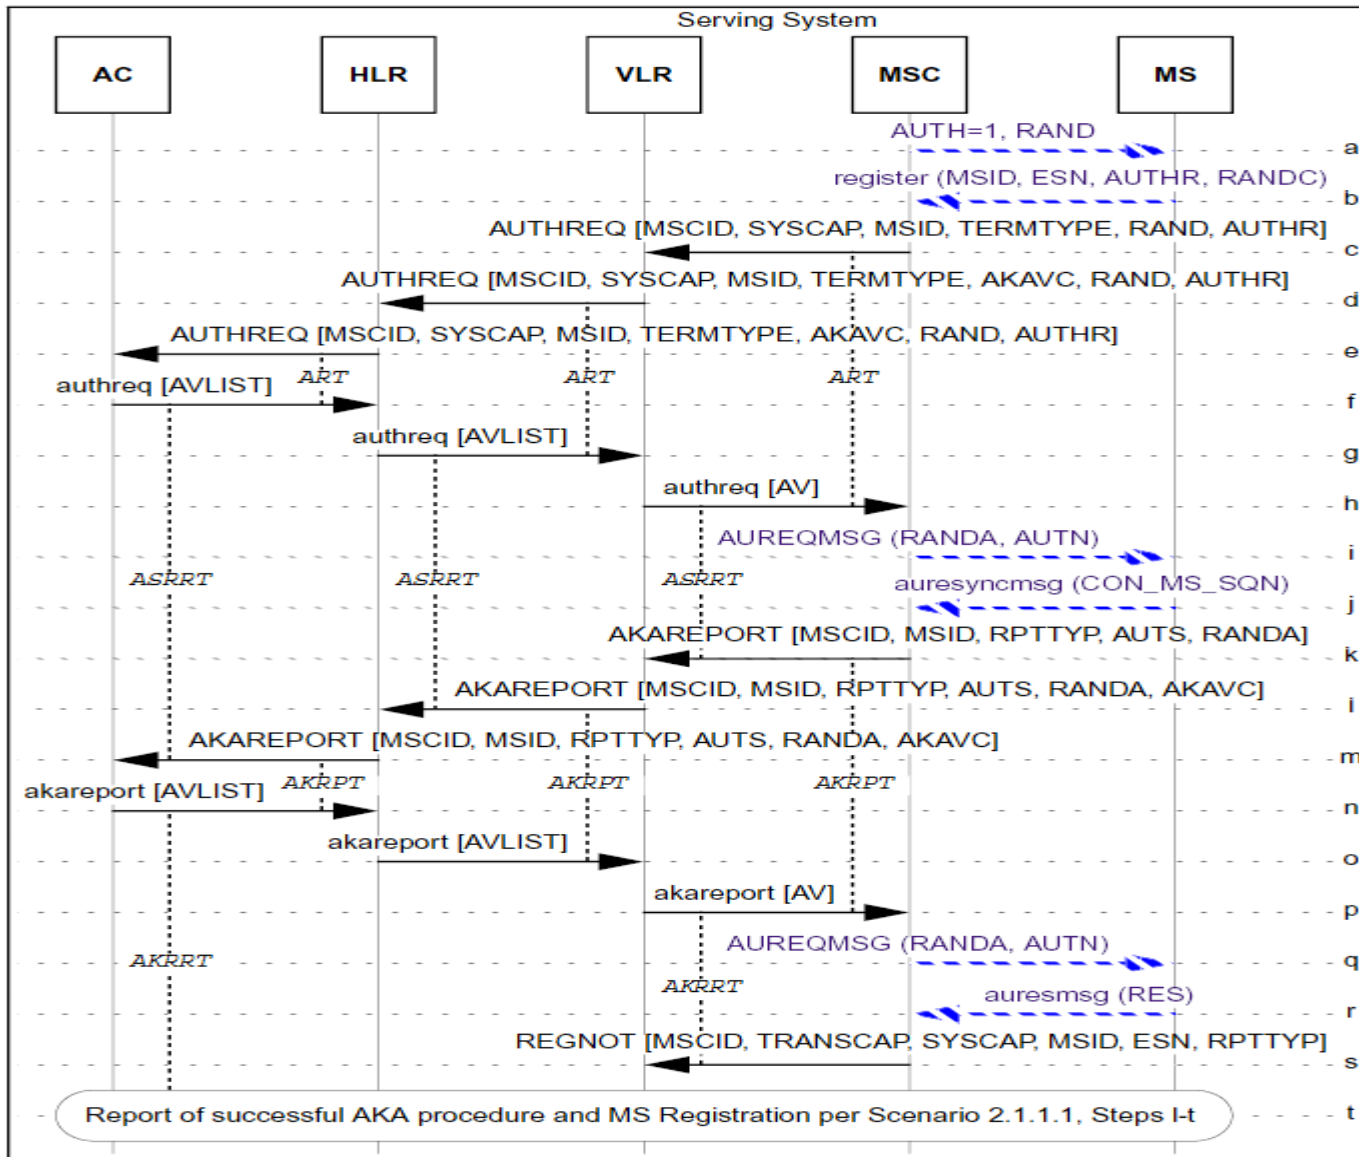 Serving System
AC HLR VLR MSC MS
AUTH=1, RAND
a
register (MSID, ESN, AUTHR, RANDC)
b
AUTHREQ [MSCID, SYSCAP, MSID, TERMTYPE, RAND, AUTHR]
c
AUTHREQ [MSCID, SYSCAP, MSID, TERMTYPE, AKAVC, RAND, AUTHR]
d
AUTHREQ [MSCID, SYSCAP, MSID, TERMTYPE, AKAVC, RAND, AUTHR]
e
ART ART ART
authreq [AVLIST]
f
authreq [AVLIST]
g
authreq [AV]
h
AUREQMSG (RANDA, AUTN)
i
ASRRT ASRRT ASRRT
auresyncmsg (CON_MS_SQN)
j
AKAREPORT [MSCID, MSID, RPTTYP, AUTS, RANDA]
k
AKAREPORT [MSCID, MSID, RPTTYP, AUTS, RANDA, AKAVC]
l
AKAREPORT [MSCID, MSID, RPTTYP, AUTS, RANDA, AKAVC]
m
AKRPT AKRPT AKRPT
akareport [AVLIST]
n
akareport [AVLIST]
o
akareport [AV]
p
AUREQMSG (RANDA, AUTN)
q
AKRRT
AKRRT
auresmsg (RES)
r
REGNOT [MSCID, TRANSCAP, SYSCAP, MSID, ESN, RPTTYP]
s
Report of successful AKA procedure and MS Registration per Scenario 2.1.1.1, Steps l-t
t